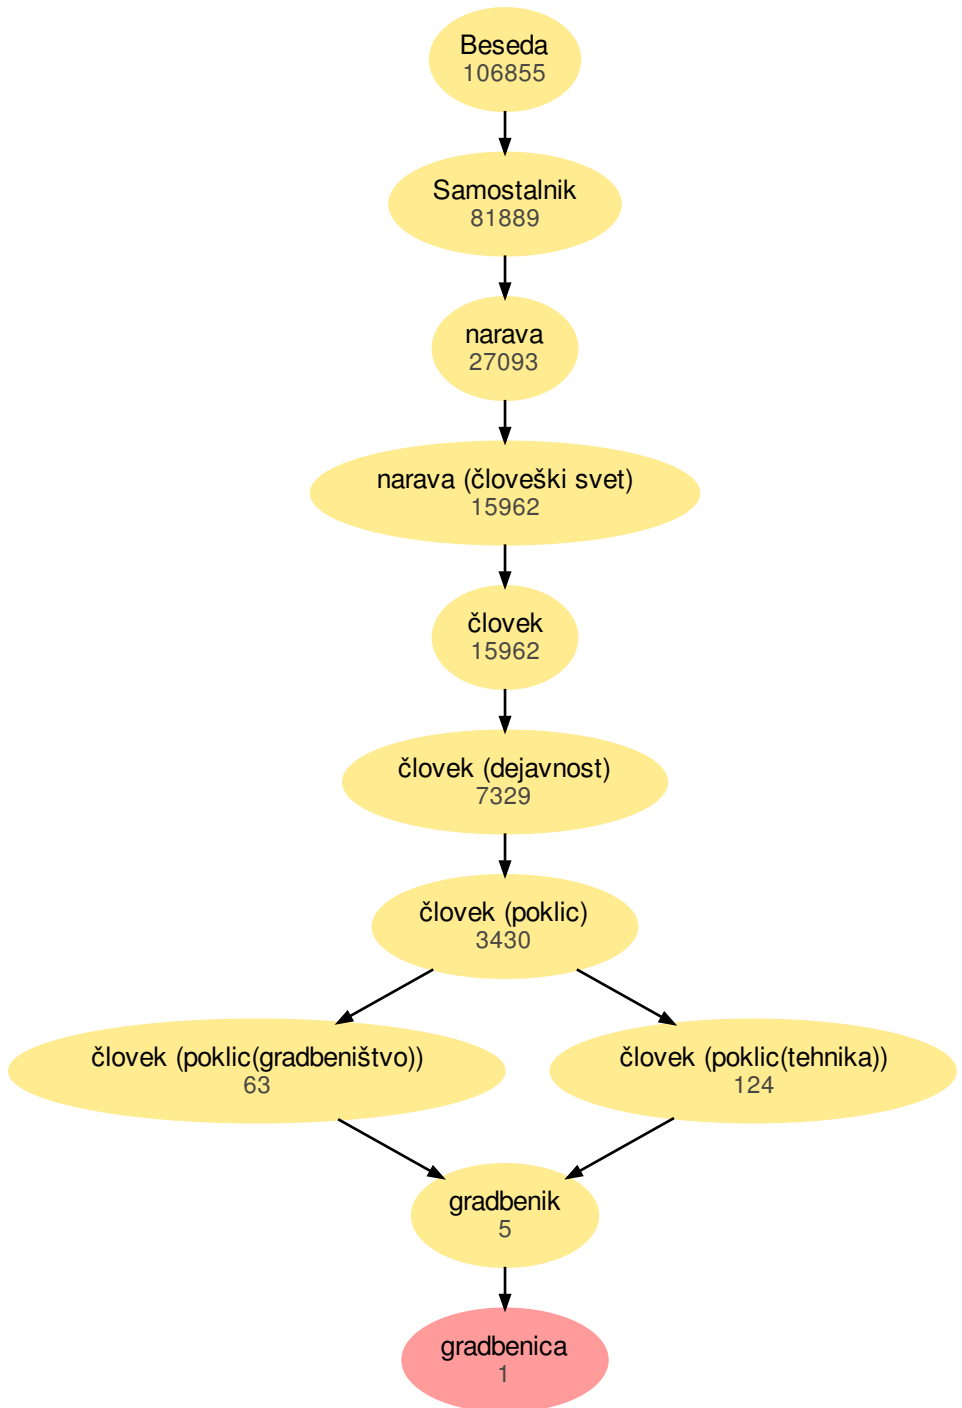 Beseda
106855
Samostalnik
81889
narava
27093
narava (človeški svet)
15962
človek
15962
človek (dejavnost)
7329
človek (poklic)
3430
človek (poklic(gradbeništvo))
63
človek (poklic(tehnika))
124
gradbenik
5
gradbenica
1